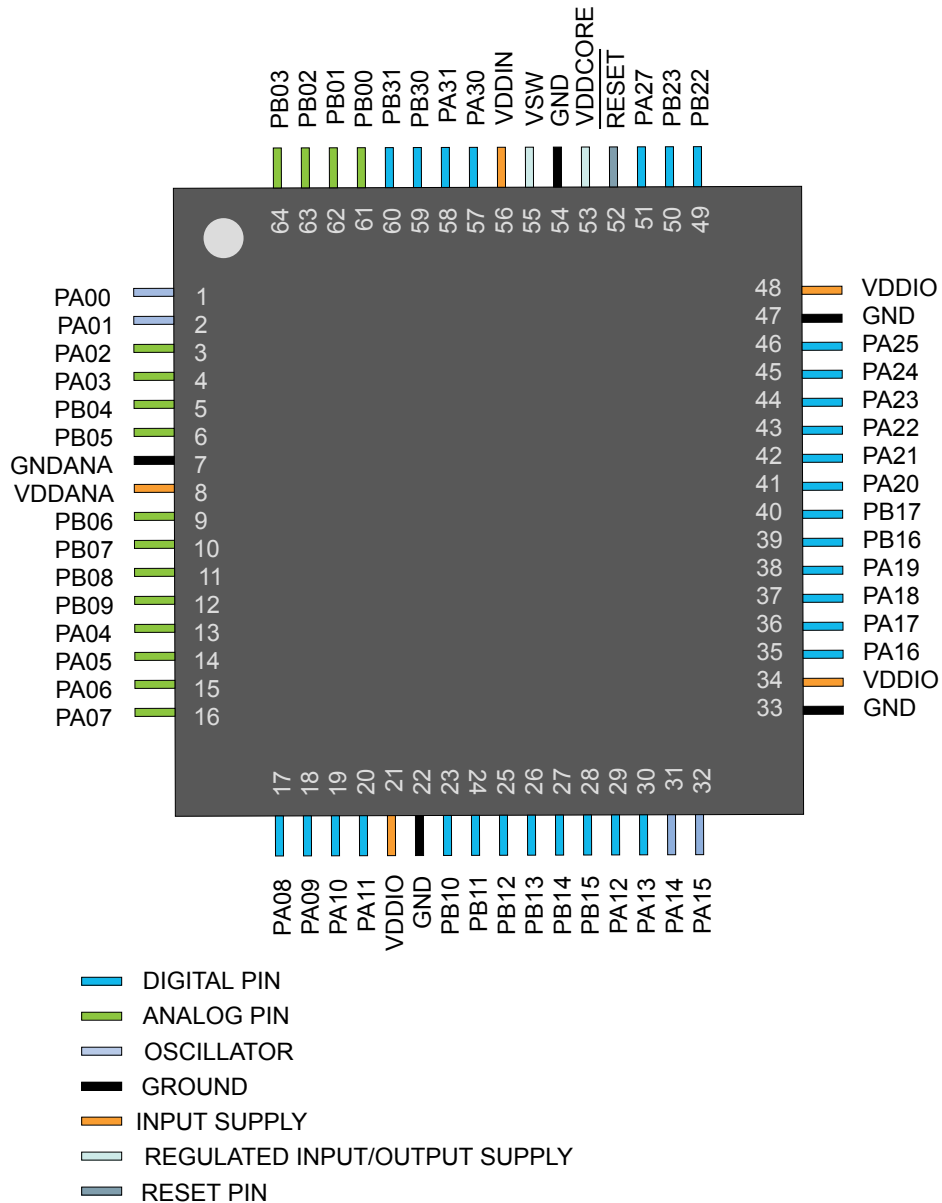 PB03
PB02
PB01
PB00
PB31
PB30
PA31
PA30
VDDIN
VSW
GND
VDDCORE
RESET
PA27
PB23
PB22
64
63
62
61
60
59
58
57
56
55
54
53
52
51
50
49
PA00 1
PA01 2
PA02 3
PA03 4
PB04 5
PB05 6
GNDANA 7
VDDANA 8
PB06 9
PB07 10
PB08 11
PB09 12
PA04 13
PA05 14
PA06 15
PA07 16
48 VDDIO
47 GND
46 PA25
45 PA24
44 PA23
43 PA22
42 PA21
41 PA20
40 PB17
39 PB16
38 PA19
37 PA18
36 PA17
35 PA16
34 VDDIO
33 GND
17
18
19
20
21
22
23
24
25
26
27
28
29
30
31
32
PA08
PA09
PA10
PA11
VDDIO
GND
PB10
PB11
PB12
PB13
PB14
PB15
PA12
PA13
PA14
PA15
DIGITAL PIN
ANALOG PIN
OSCILLATOR
GROUND
INPUT SUPPLY
REGULATED INPUT/OUTPUT SUPPLY
RESET PIN